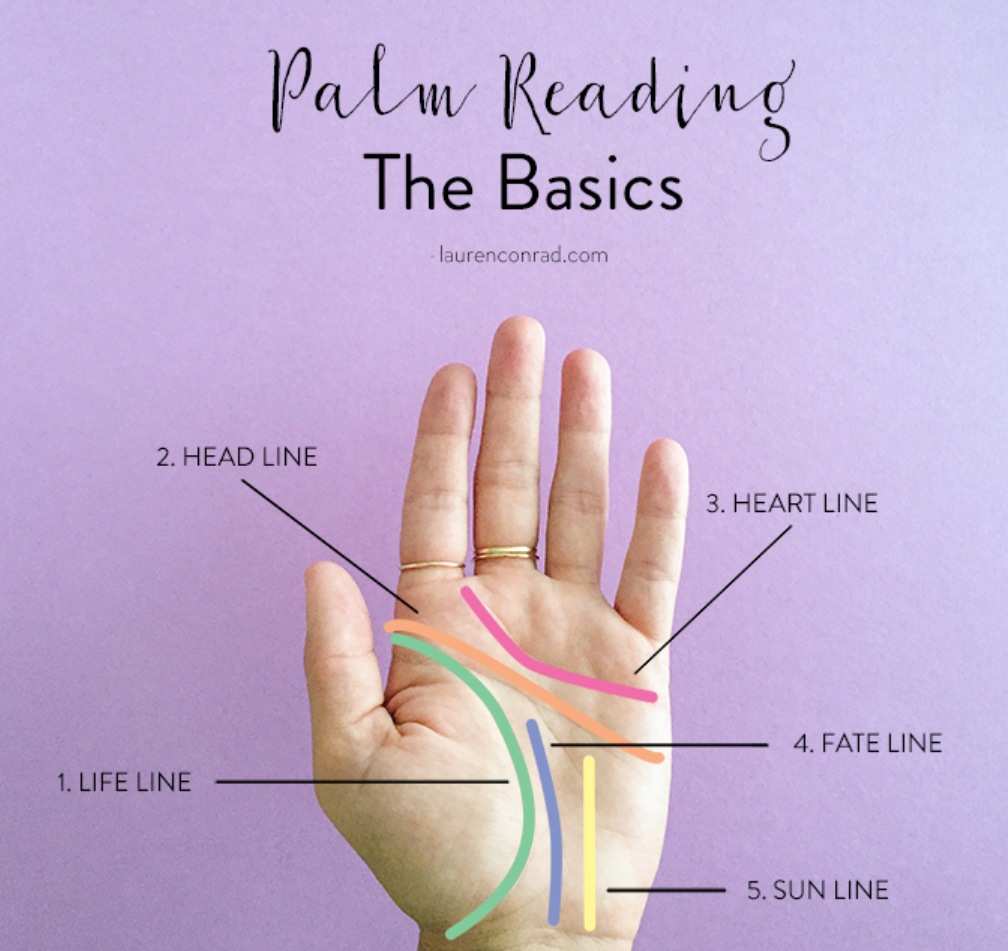 Palm Reading
The Basics
laurenconrad.com
2. HEAD LINE
3. HEART LINE
4. FATE LINE
1. LIFE LINE
5. SUN LINE